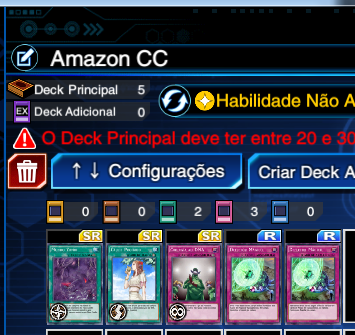 Amazon CC
Deck Principal 5
EX Deck Adicional 0
Habilidade Não A
O Deck Principal deve ter entre 20 e 30
↑↓ Configurações
Criar Deck A
0 0 2 3 0
SR SR SR R R